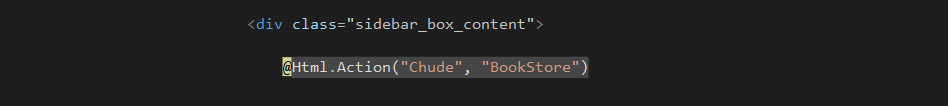 <div class="sidebar_box_content">
@Html.Action("Chude", "BookStore")